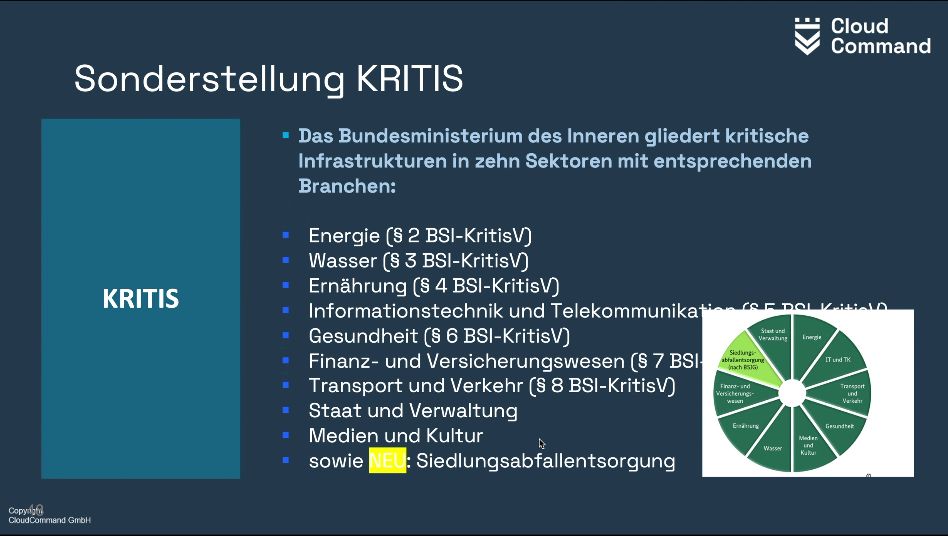 Cloud
Command
Sonderstellung KRITIS
KRITIS
Das Bundesministerium des Inneren gliedert kritische
Infrastrukturen in zehn Sektoren mit entsprechenden
Branchen:
Energie (§ 2 BSI-KritisV)
Wasser (§ 3 BSI-KritisV)
Ernährung (§ 4 BSI-KritisV)
Informationstechnik und Telekommunikation (§ 5 BSI-KritisV)
Gesundheit (§ 6 BSI-KritisV)
Finanz- und Versicherungswesen (§ 7 BSI-
Transport und Verkehr (§ 8 BSI-KritisV)
Staat und Verwaltung
Medien und Kultur
sowie NEU: Siedlungsabfallentsorgung
Staat und
Verwaltung
Energie
IT und TK
Transport
und
Verkehr
Gesundheit
Medien
und
Kultur
Wasser
Ernährung
Finanz- und
Versicherungs-
wesen
Siedlungs-
abfallentsorgung
(nach BSIG)
Copyright
CloudCommand GmbH